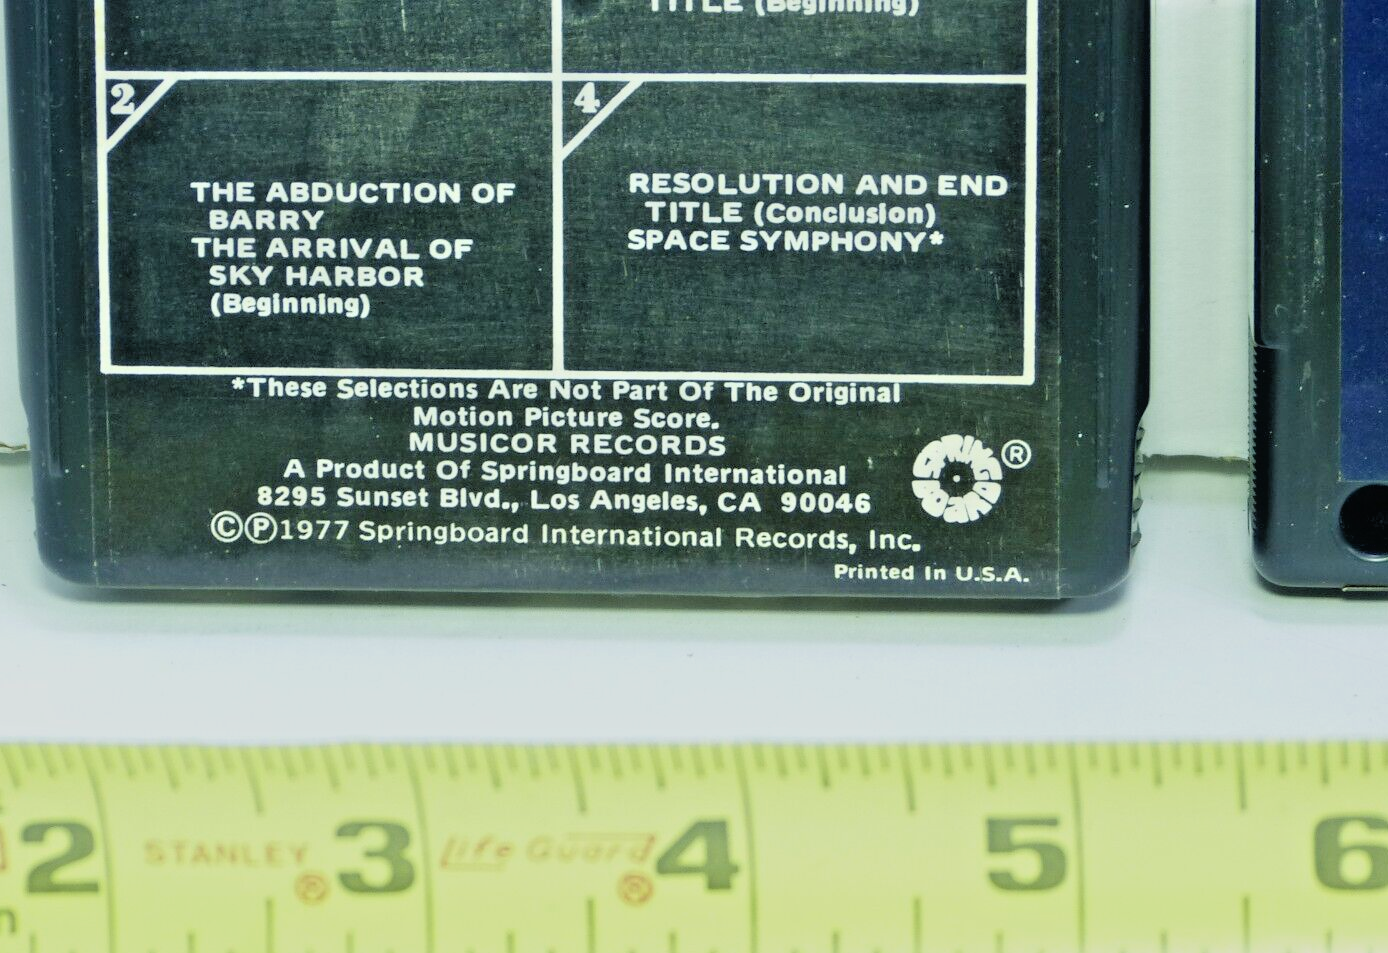 TITLE (Beginning)
2
THE ABDUCTION OF
BARRY
THE ARRIVAL OF
SKY HARBOR
(Beginning)
4
RESOLUTION AND END
TITLE (Conclusion)
SPACE SYMPHONY*
*These Selections Are Not Part Of The Original
Motion Picture Score.
MUSICOR RECORDS
A Product Of Springboard International
8295 Sunset Blvd., Los Angeles, CA 90046
©℗1977 Springboard International Records, Inc.
Printed In U.S.A.
SPRINGBOARD ®
2 STANLEY ® 3 Life Guard ® 4 5 6